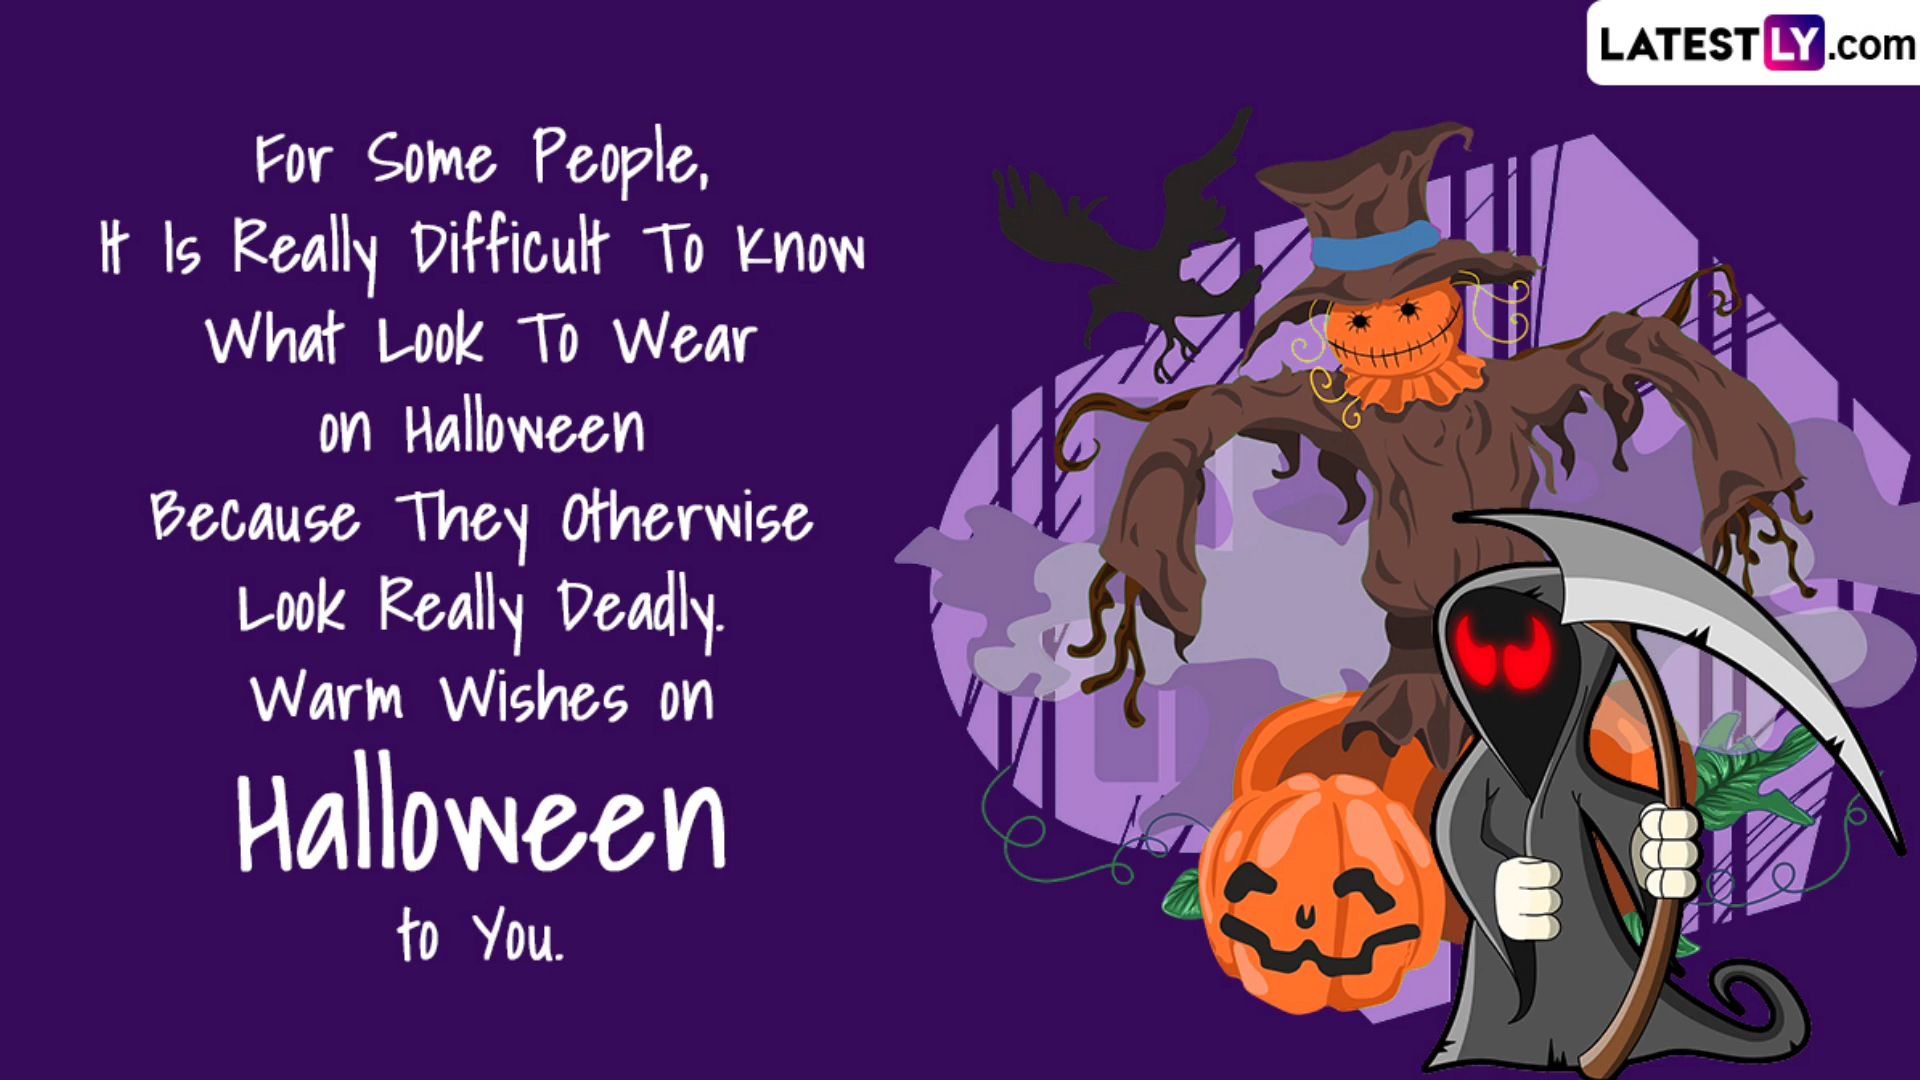 LATESTLY.com
For Some People,
It Is Really Difficult To Know
What Look To Wear
on Halloween
Because They Otherwise
Look Really Deadly.
Warm Wishes on
Halloween
to You.